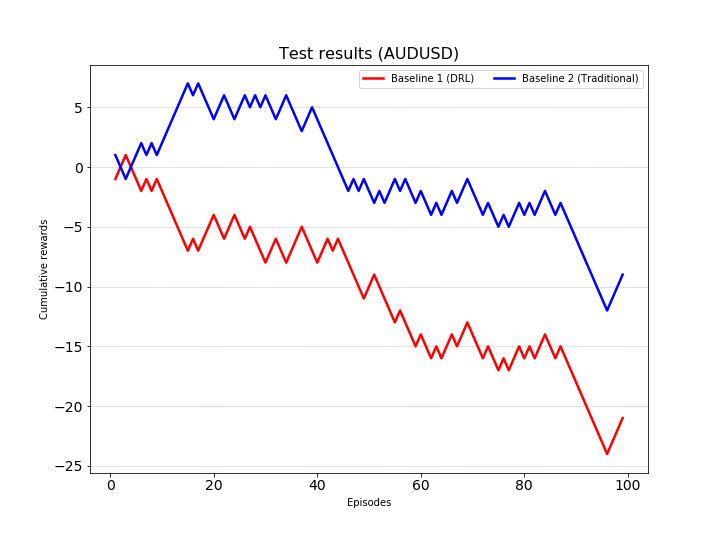 Test results (AUDUSD)
Baseline 1 (DRL)
Baseline 2 (Traditional)
Cumulative rewards
5
0
−5
−10
−15
−20
−25
0
20
40
60
80
100
Episodes